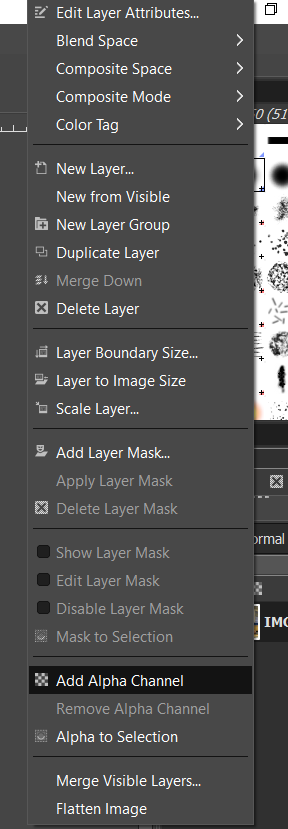 Edit Layer Attributes...
Blend Space
Composite Space
Composite Mode
Color Tag
0 (51
New Layer...
New from Visible
New Layer Group
Duplicate Layer
Merge Down
Delete Layer
Layer Boundary Size...
Layer to Image Size
Scale Layer...
Add Layer Mask...
Apply Layer Mask
Delete Layer Mask
ormal
Show Layer Mask
Edit Layer Mask
Disable Layer Mask
IMG
Mask to Selection
Add Alpha Channel
Remove Alpha Channel
Alpha to Selection
Merge Visible Layers...
Flatten Image